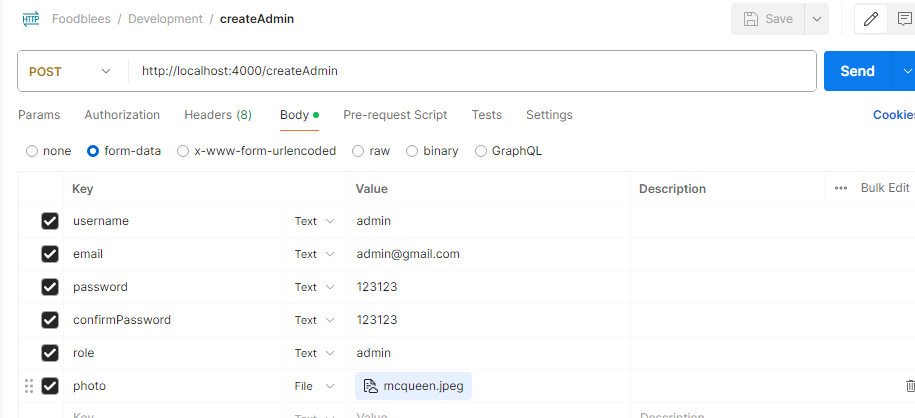 HTTP Foodblees / Development / createAdmin Save
POST http://localhost:4000/createAdmin Send
Params Authorization Headers (8) Body Pre-request Script Tests Settings Cookies
none form-data x-www-form-urlencoded raw binary GraphQL
Key Value Description ••• Bulk Edit
username Text admin
email Text admin@gmail.com
password Text 123123
confirmPassword Text 123123
role Text admin
photo File mcqueen.jpeg
Key Text Value Description